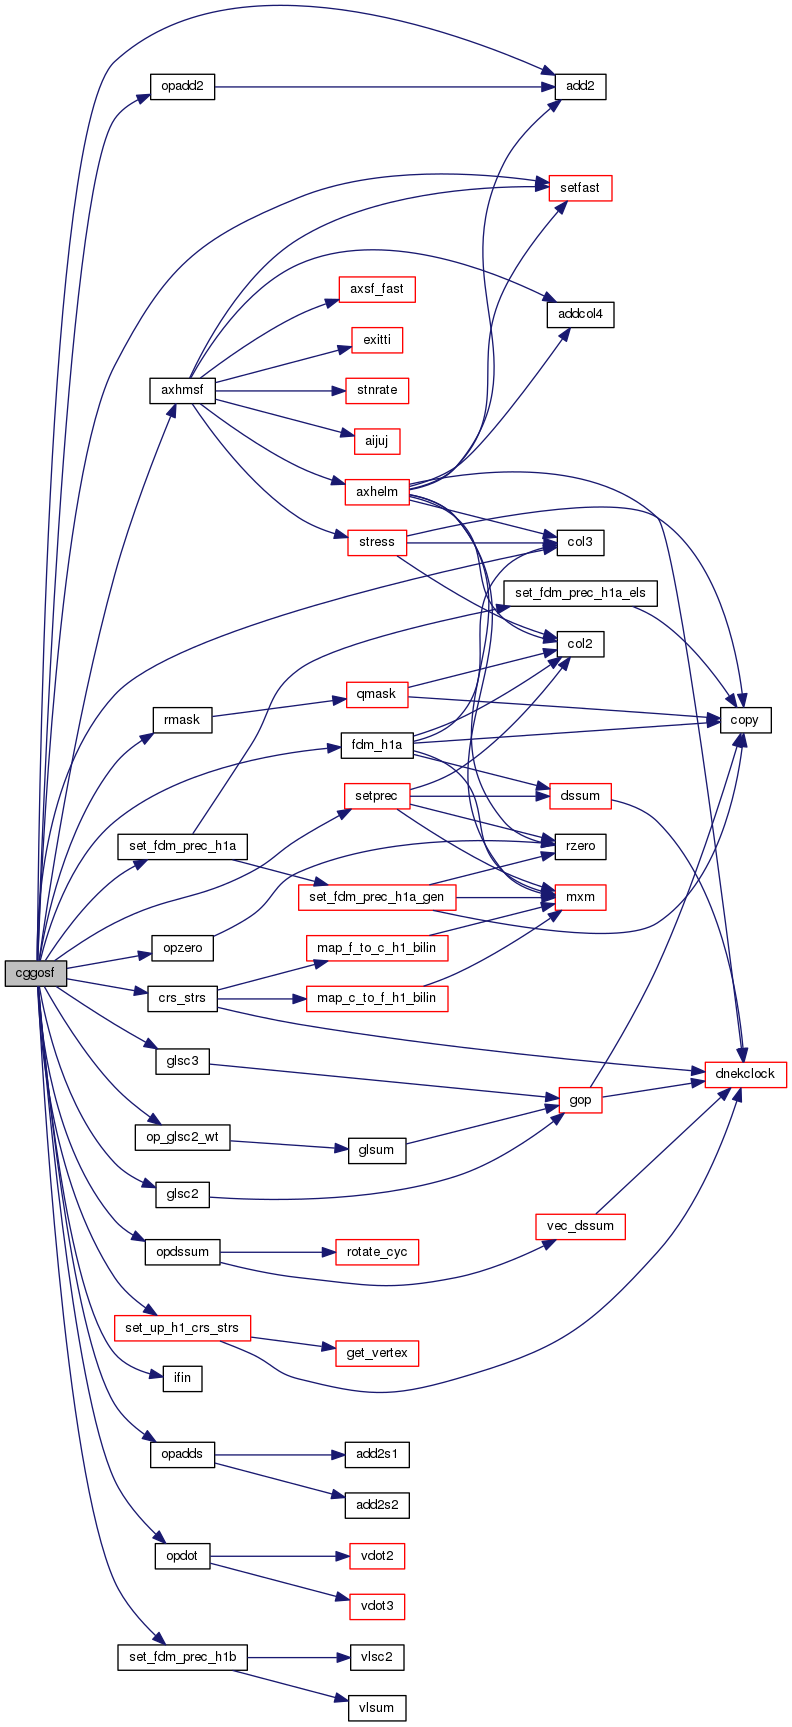 opadd2
add2
setfast
axsf_fast
addcol4
exitti
axhmsf
stnrate
aijuj
axhelm
stress
col3
set_fdm_prec_h1a_els
col2
qmask
rmask
copy
fdm_h1a
setprec
dssum
set_fdm_prec_h1a
rzero
set_fdm_prec_h1a_gen
mxm
opzero
map_f_to_c_h1_bilin
cggosf
crs_strs
map_c_to_f_h1_bilin
glsc3
dnekclock
gop
op_glsc2_wt
glsum
glsc2
vec_dssum
opdssum
rotate_cyc
set_up_h1_crs_strs
get_vertex
ifin
opadds
add2s1
add2s2
opdot
vdot2
vdot3
set_fdm_prec_h1b
vlsc2
vlsum